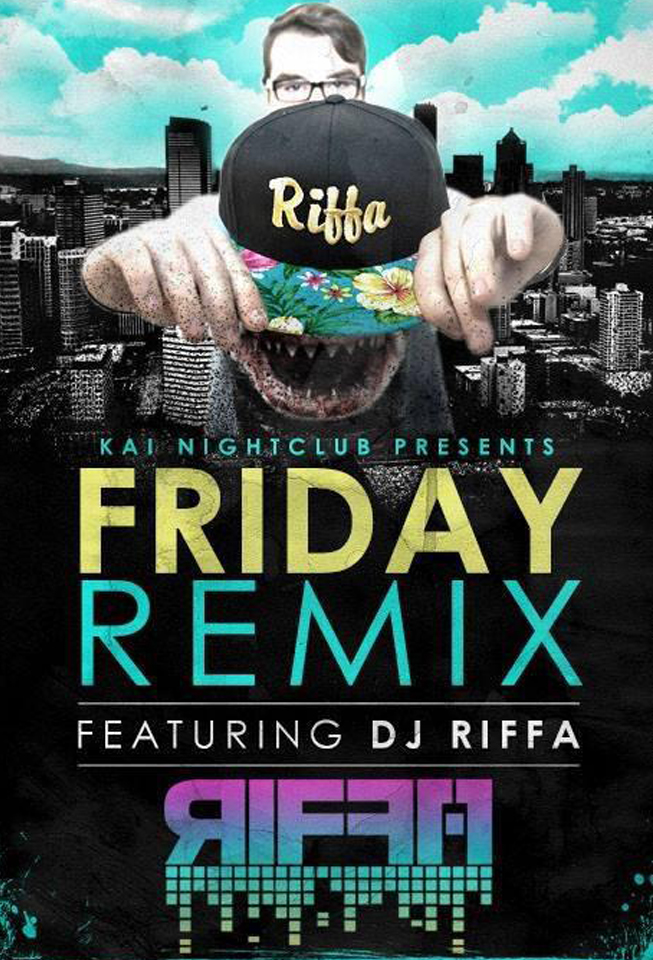 Riffa
KAI NIGHTCLUB PRESENTS
FRIDAY
REMIX
FEATURING DJ RIFFA
RIFFA